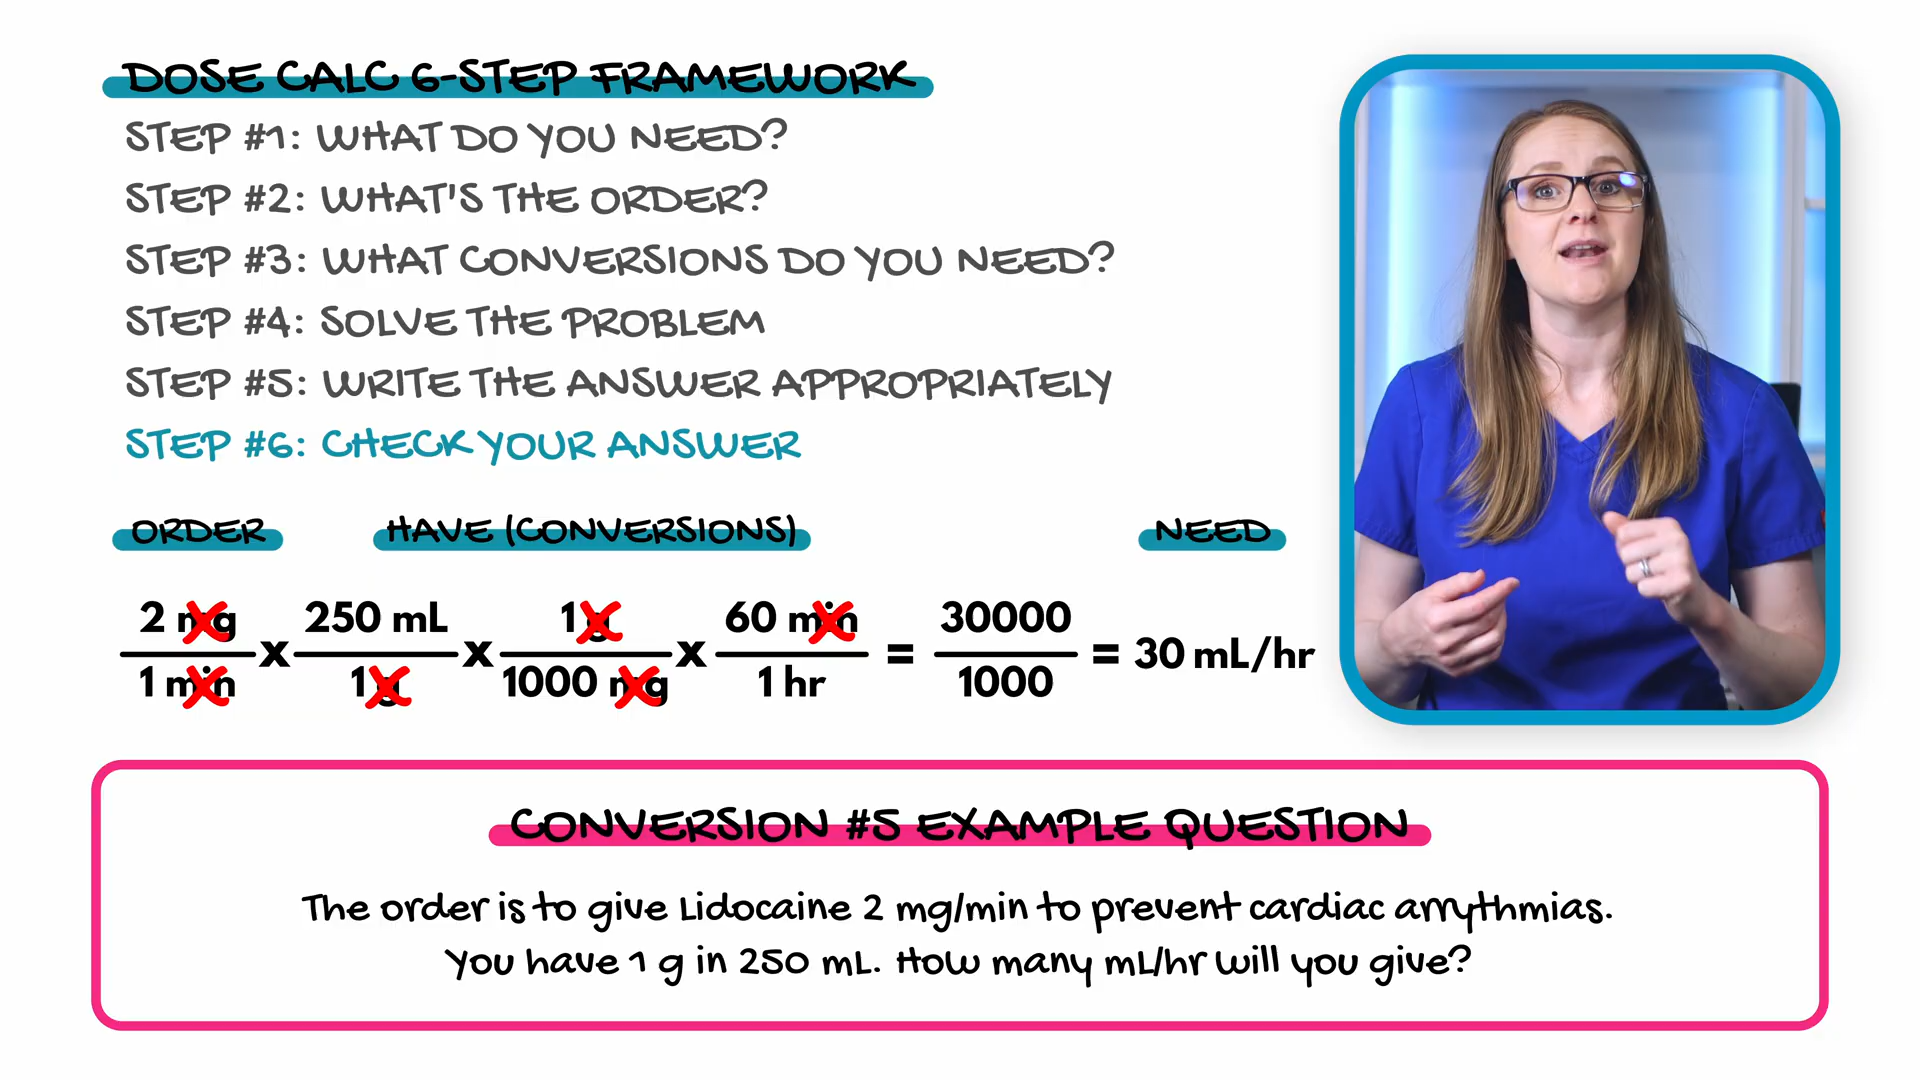 DOSE CALC 6-STEP FRAMEWORK
STEP #1: WHAT DO YOU NEED?
STEP #2: WHAT'S THE ORDER?
STEP #3: WHAT CONVERSIONS DO YOU NEED?
STEP #4: SOLVE THE PROBLEM
STEP #5: WRITE THE ANSWER APPROPRIATELY
STEP #6: CHECK YOUR ANSWER
ORDER HAVE (CONVERSIONS) NEED
2 mg 250 mL 1 g 60 min 30000
x x x = = 30 mL/hr
1 min 1 g 1000 mg 1 hr 1000
CONVERSION #5 EXAMPLE QUESTION
The order is to give Lidocaine 2 mg/min to prevent cardiac arrythmias.
You have 1 g in 250 mL. How many mL/hr will you give?